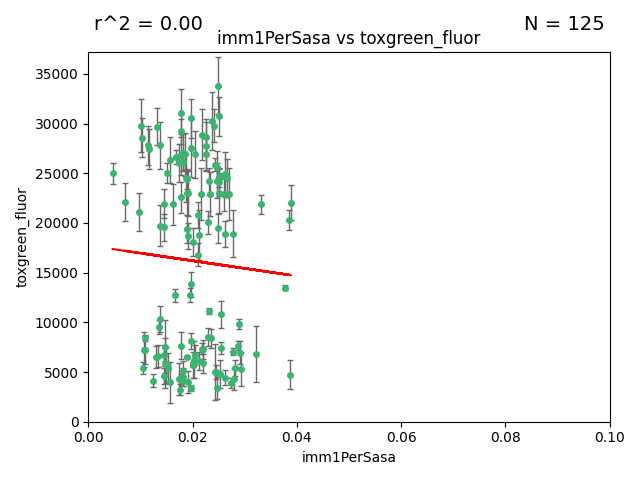 r^2 = 0.00
N = 125
imm1PerSasa vs toxgreen_fluor
35000
30000
25000
20000
15000
10000
5000
0
toxgreen_fluor
0.00
0.02
0.04
0.06
0.08
0.10
imm1PerSasa